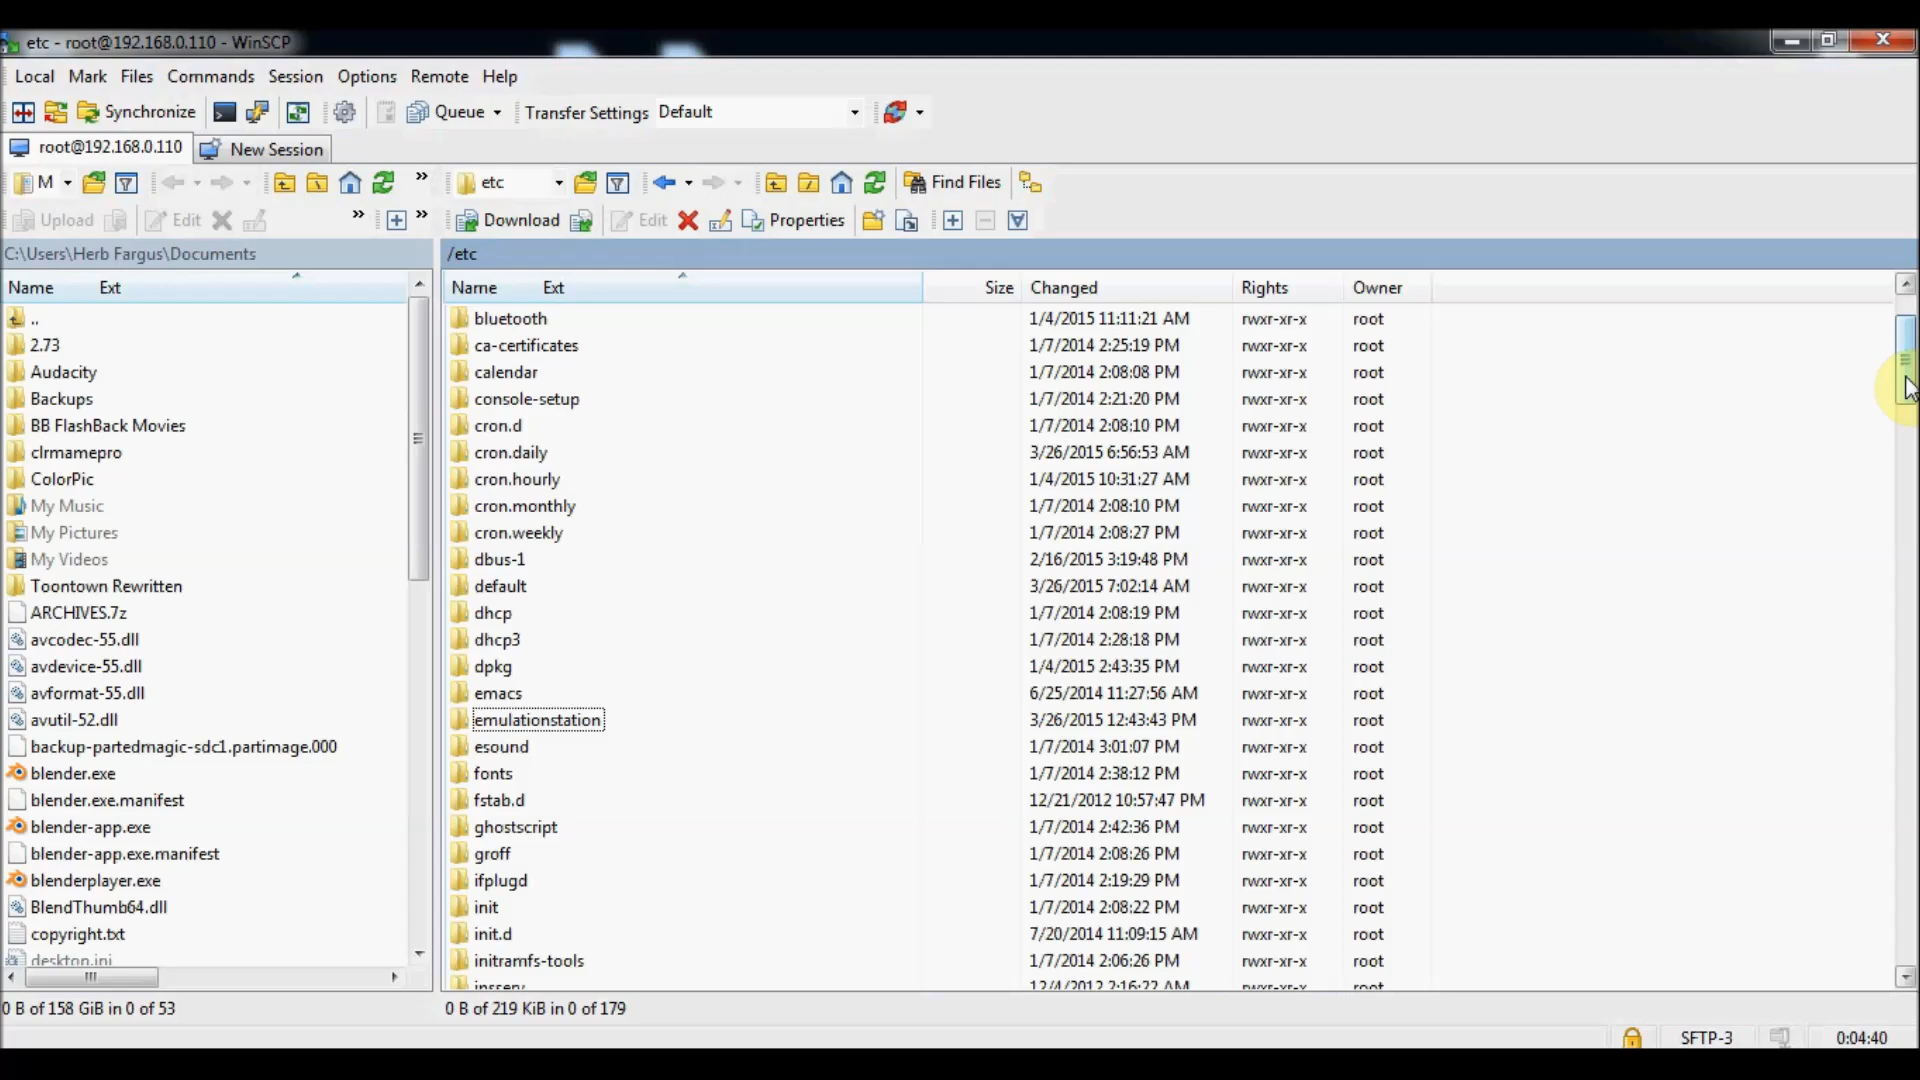 etc - root@192.168.0.110 - WinSCP
Local Mark Files Commands Session Options Remote Help
Synchronize Queue Transfer Settings Default
root@192.168.0.110 New Session
M etc Find Files
Upload Edit Download Edit Properties
C:\Users\Herb Fargus\Documents /etc
Name Ext Name Ext Size Changed Rights Owner
.. bluetooth 1/4/2015 11:11:21 AM rwxr-xr-x root
2.73 ca-certificates 1/7/2014 2:25:19 PM rwxr-xr-x root
Audacity calendar 1/7/2014 2:08:08 PM rwxr-xr-x root
Backups console-setup 1/7/2014 2:21:20 PM rwxr-xr-x root
BB FlashBack Movies cron.d 1/7/2014 2:08:10 PM rwxr-xr-x root
clrmamepro cron.daily 3/26/2015 6:56:53 AM rwxr-xr-x root
ColorPic cron.hourly 1/4/2015 10:31:27 AM rwxr-xr-x root
My Music cron.monthly 1/7/2014 2:08:10 PM rwxr-xr-x root
My Pictures cron.weekly 1/7/2014 2:08:27 PM rwxr-xr-x root
My Videos dbus-1 2/16/2015 3:19:48 PM rwxr-xr-x root
Toontown Rewritten default 3/26/2015 7:02:14 AM rwxr-xr-x root
ARCHIVES.7z dhcp 1/7/2014 2:08:19 PM rwxr-xr-x root
avcodec-55.dll dhcp3 1/7/2014 2:28:18 PM rwxr-xr-x root
avdevice-55.dll dpkg 1/4/2015 2:43:35 PM rwxr-xr-x root
avformat-55.dll emacs 6/25/2014 11:27:56 AM rwxr-xr-x root
avutil-52.dll emulationstation 3/26/2015 12:43:43 PM rwxr-xr-x root
backup-partedmagic-sdc1.partimage.000 esound 1/7/2014 3:01:07 PM rwxr-xr-x root
blender.exe fonts 1/7/2014 2:38:12 PM rwxr-xr-x root
blender.exe.manifest fstab.d 12/21/2012 10:57:47 PM rwxr-xr-x root
blender-app.exe ghostscript 1/7/2014 2:42:36 PM rwxr-xr-x root
blender-app.exe.manifest groff 1/7/2014 2:08:26 PM rwxr-xr-x root
blenderplayer.exe ifplugd 1/7/2014 2:19:29 PM rwxr-xr-x root
BlendThumb64.dll init 1/7/2014 2:08:22 PM rwxr-xr-x root
copyright.txt init.d 7/20/2014 11:09:15 AM rwxr-xr-x root
desktop.ini initramfs-tools 1/7/2014 2:06:26 PM rwxr-xr-x root
insserv 12/4/2012 2:16:22 AM rwxr-xr-x root
0 B of 158 GiB in 0 of 53 0 B of 219 KiB in 0 of 179
SFTP-3 0:04:40